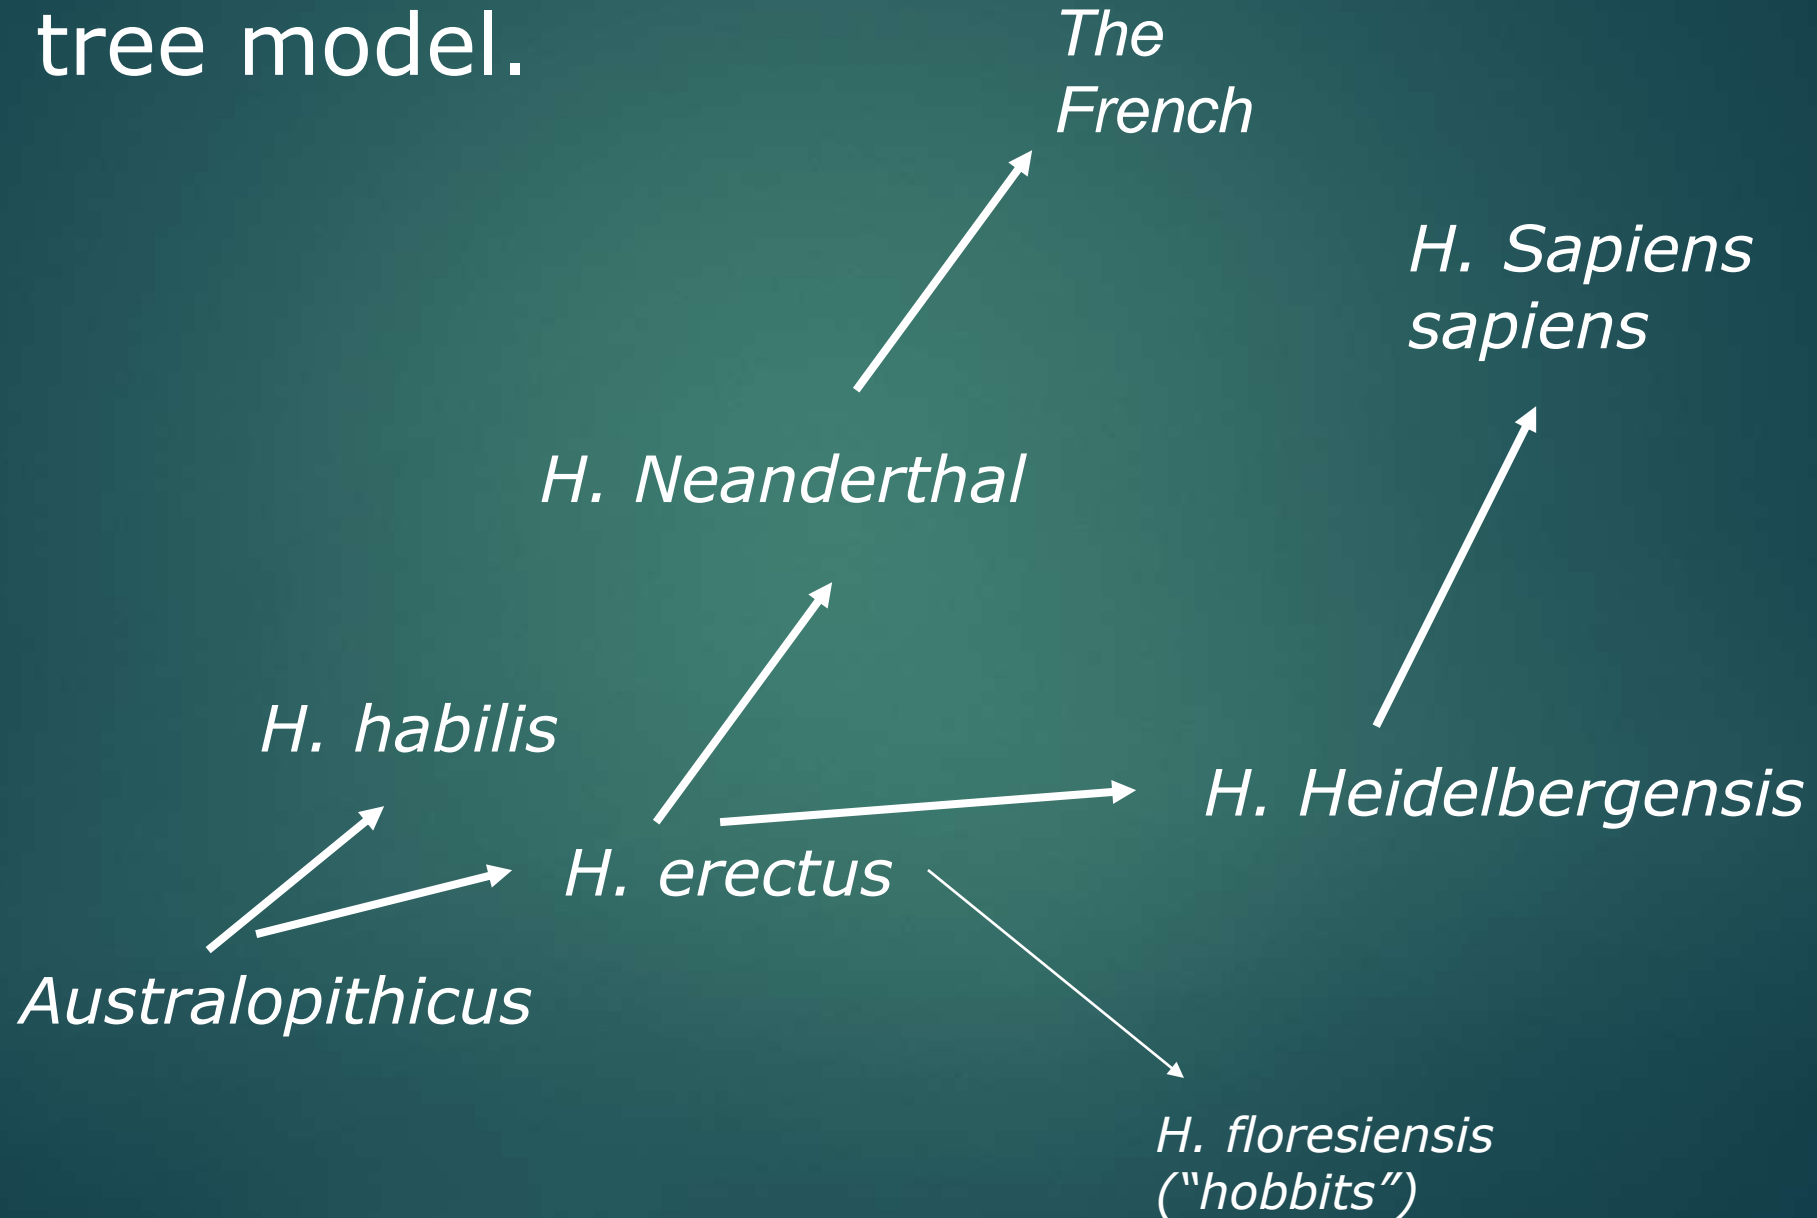 tree model.
The
French
H. Sapiens
sapiens
H. Neanderthal
H. habilis
H. Heidelbergensis
H. erectus
Australopithicus
H. floresiensis
(“hobbits”)